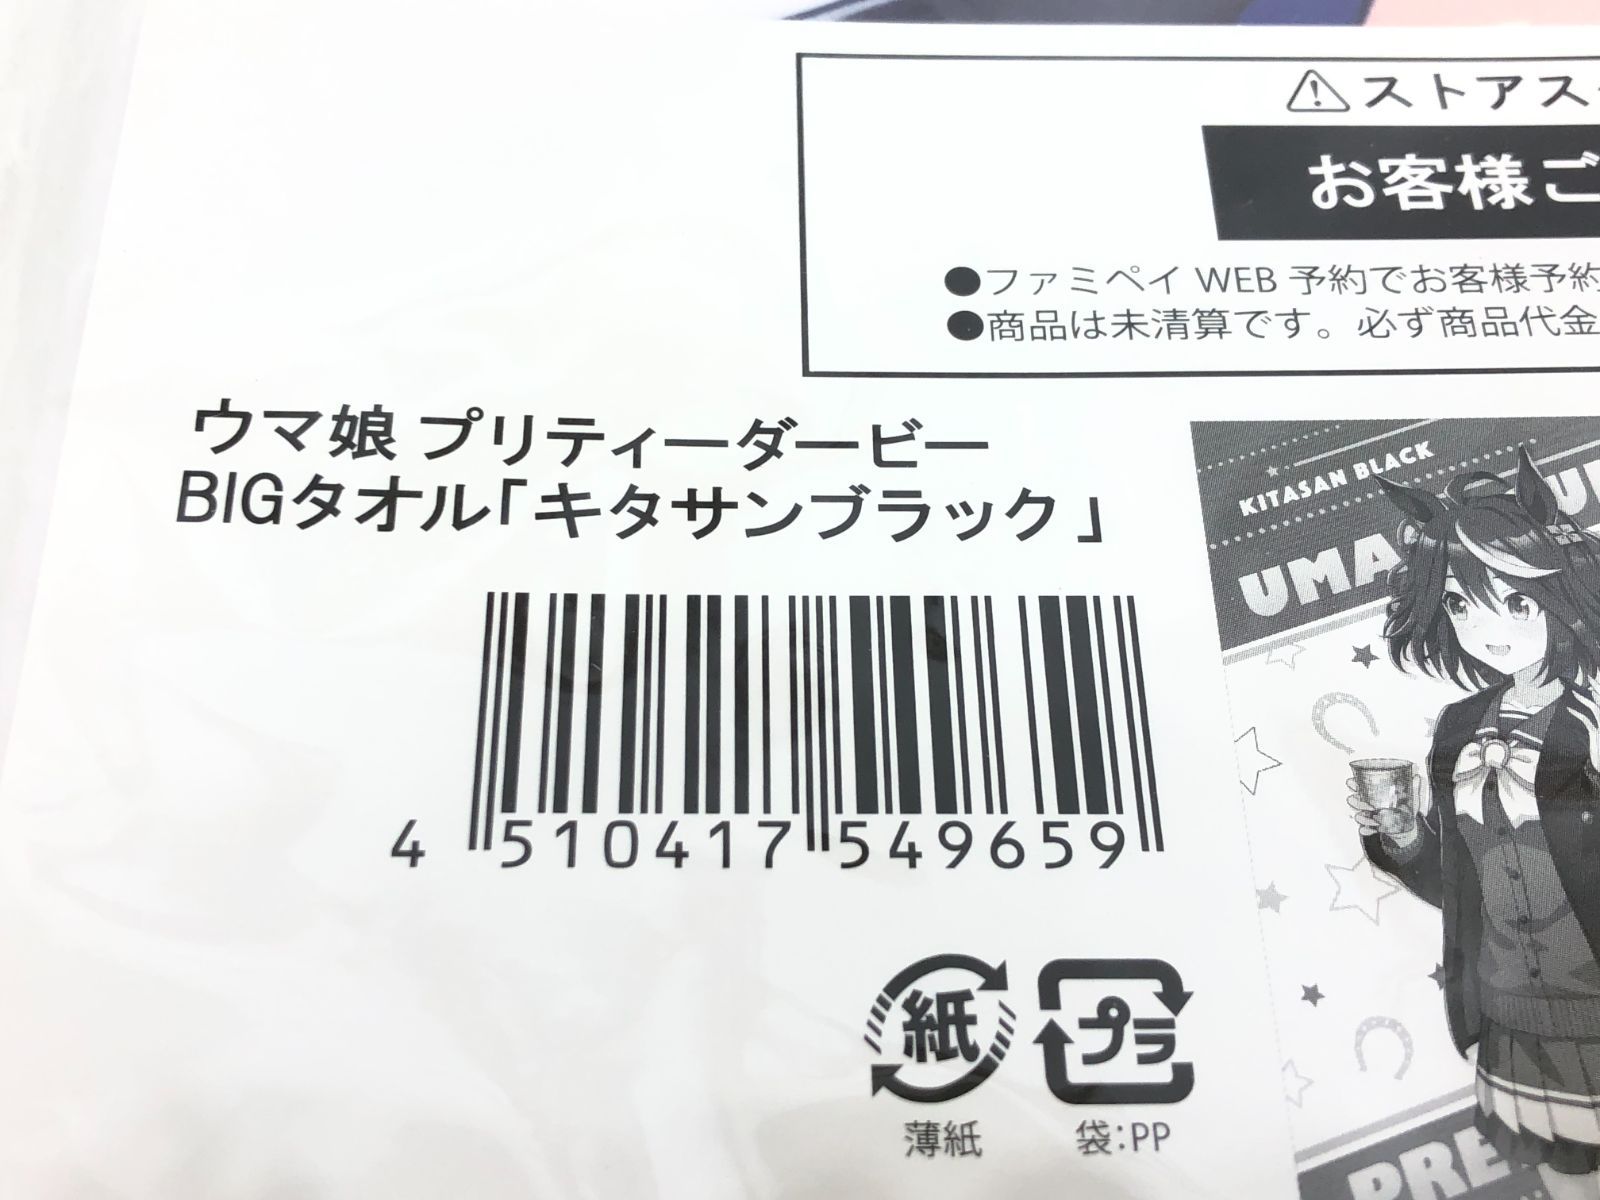 ストアス
お客様ご
●ファミペイ WEB 予約でお客様予約
●商品は未清算です。必ず商品代金
ウマ娘 プリティーダービー
BIGタオル「キタサンブラック」
KITASAN BLACK
UMA
4 510417 549659
紙
プラ
薄紙
袋:PP
PRE